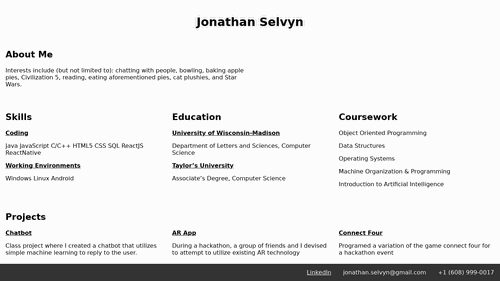 Jonathan Selvyn
About Me
Interests include (but not limited to): chatting with people, bowling, baking apple
pies, Civilization 5, reading, eating aforementioned pies, cat plushies, and Star
Wars.
Skills
Coding
Java JavaScript C/C++ HTML5 CSS SQL ReactJS
ReactNative
Working Environments
Windows Linux Android
Education
University of Wisconsin-Madison
Department of Letters and Sciences, Computer
Science
Taylor's University
Associate's Degree, Computer Science
Coursework
Object Oriented Programming
Data Structures
Operating Systems
Machine Organization & Programming
Introduction to Artificial Intelligence
Projects
Chatbot
Class project where I created a chatbot that utilizes
simple machine learning to reply to the user.
AR App
During a hackathon, a group of friends and I devised
to attempt to utilize existing AR technology
Connect Four
Programed a variation of the game connect four for
a hackathon event
LinkedIn
jonathan.selvyn@gmail.com
+1 (608) 999-0017